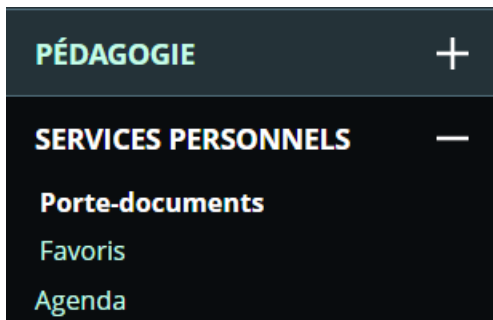 PÉDAGOGIE
SERVICES PERSONNELS
Porte-documents
Favoris
Agenda